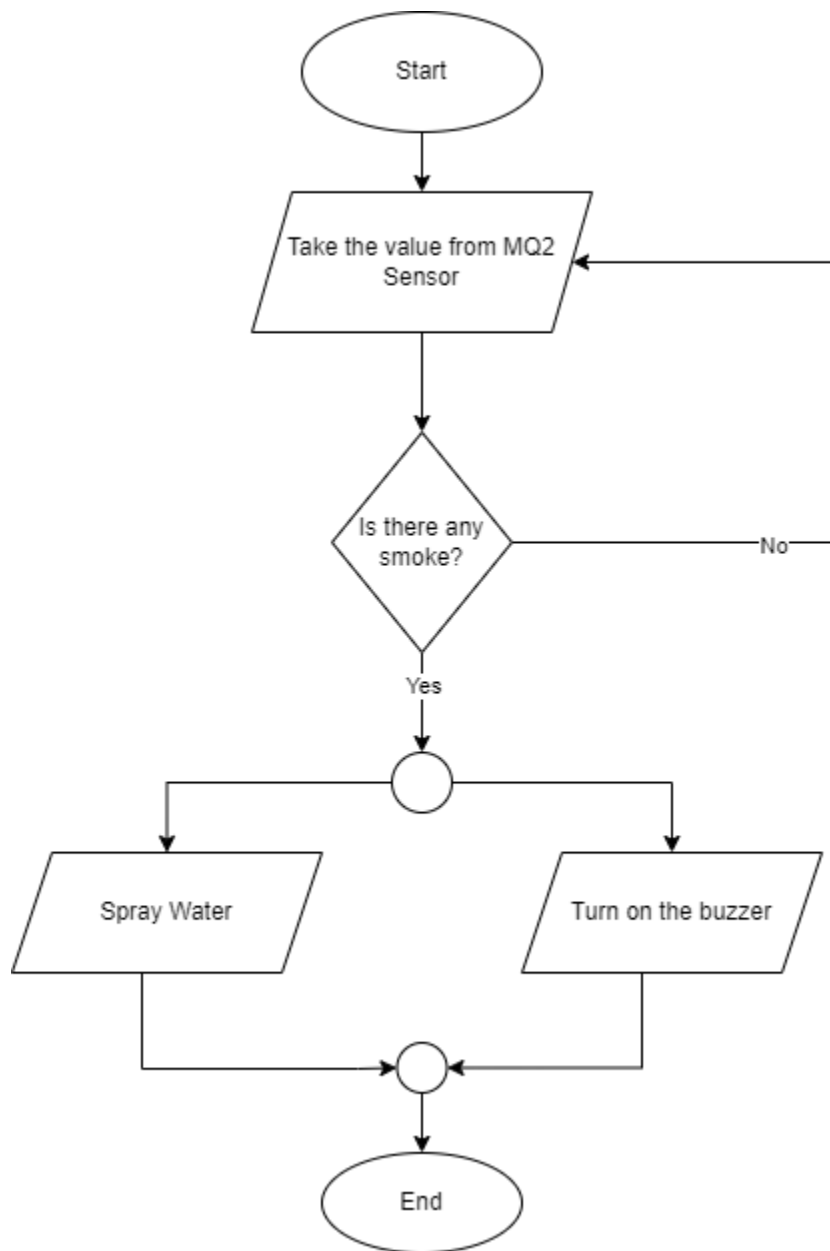 Start
Take the value from MQ2
Sensor
Is there any
smoke?
No
Yes
Spray Water
Turn on the buzzer
End